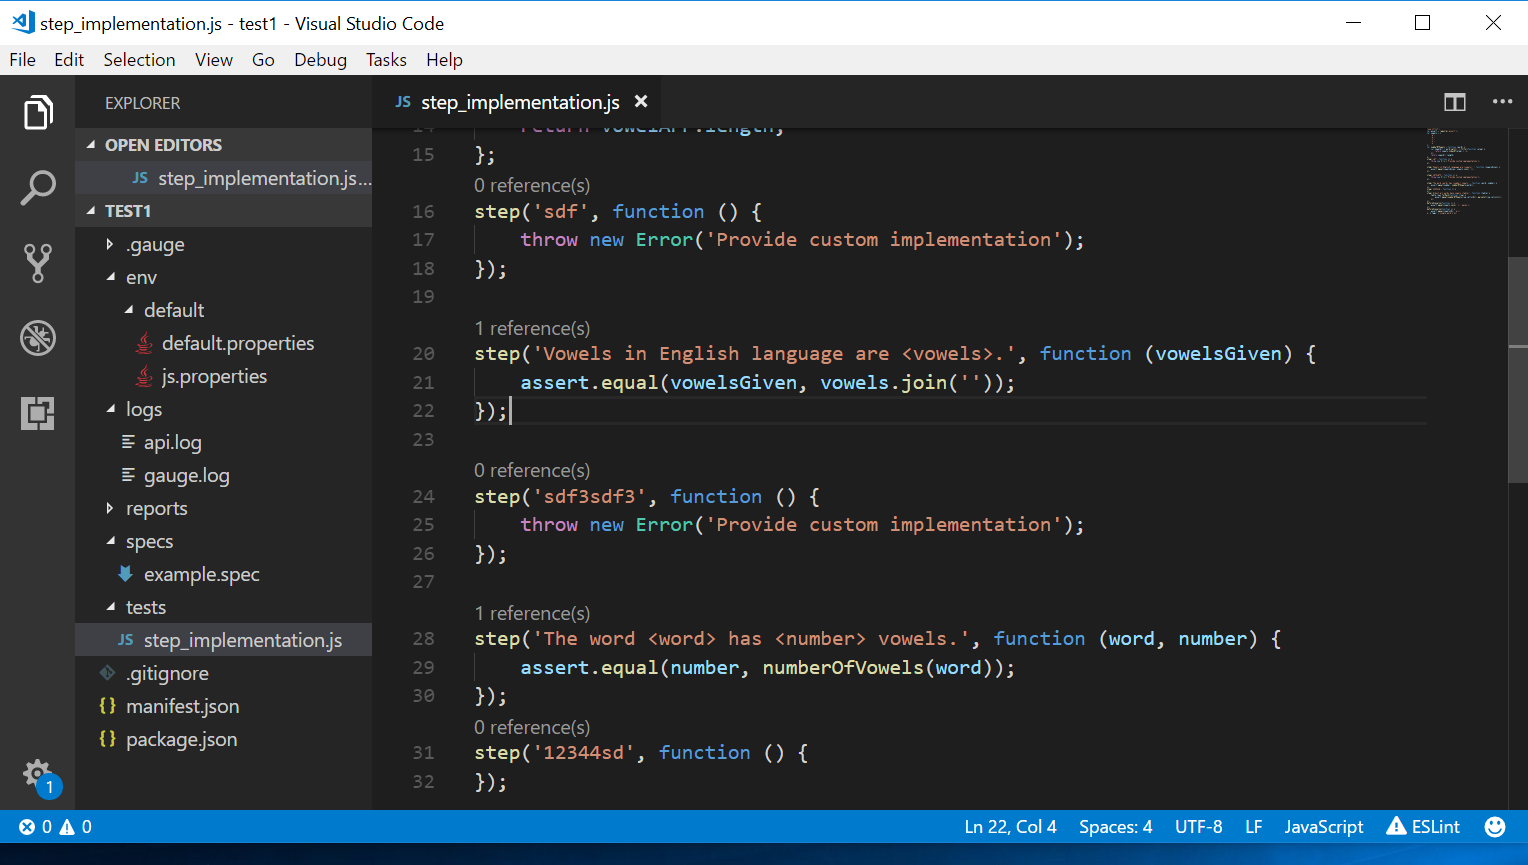 step_implementation.js - test1 - Visual Studio Code
File Edit Selection View Go Debug Tasks Help
EXPLORER
OPEN EDITORS
JS step_implementation.js...
TEST1
.gauge
env
default
default.properties
js.properties
logs
api.log
gauge.log
reports
specs
example.spec
tests
JS step_implementation.js
.gitignore
{} manifest.json
{} package.json
1
JS step_implementation.js
14 return vowelArr.length;
15 };
0 reference(s)
16 step('sdf', function () {
17 throw new Error('Provide custom implementation');
18 });
19
1 reference(s)
20 step('Vowels in English language are <vowels>.', function (vowelsGiven) {
21 assert.equal(vowelsGiven, vowels.join(''));
22 });
23
0 reference(s)
24 step('sdf3sdf3', function () {
25 throw new Error('Provide custom implementation');
26 });
27
1 reference(s)
28 step('The word <word> has <number> vowels.', function (word, number) {
29 assert.equal(number, numberOfVowels(word));
30 });
0 reference(s)
31 step('12344sd', function () {
32 });
0 0 Ln 22, Col 4 Spaces: 4 UTF-8 LF JavaScript ESLint